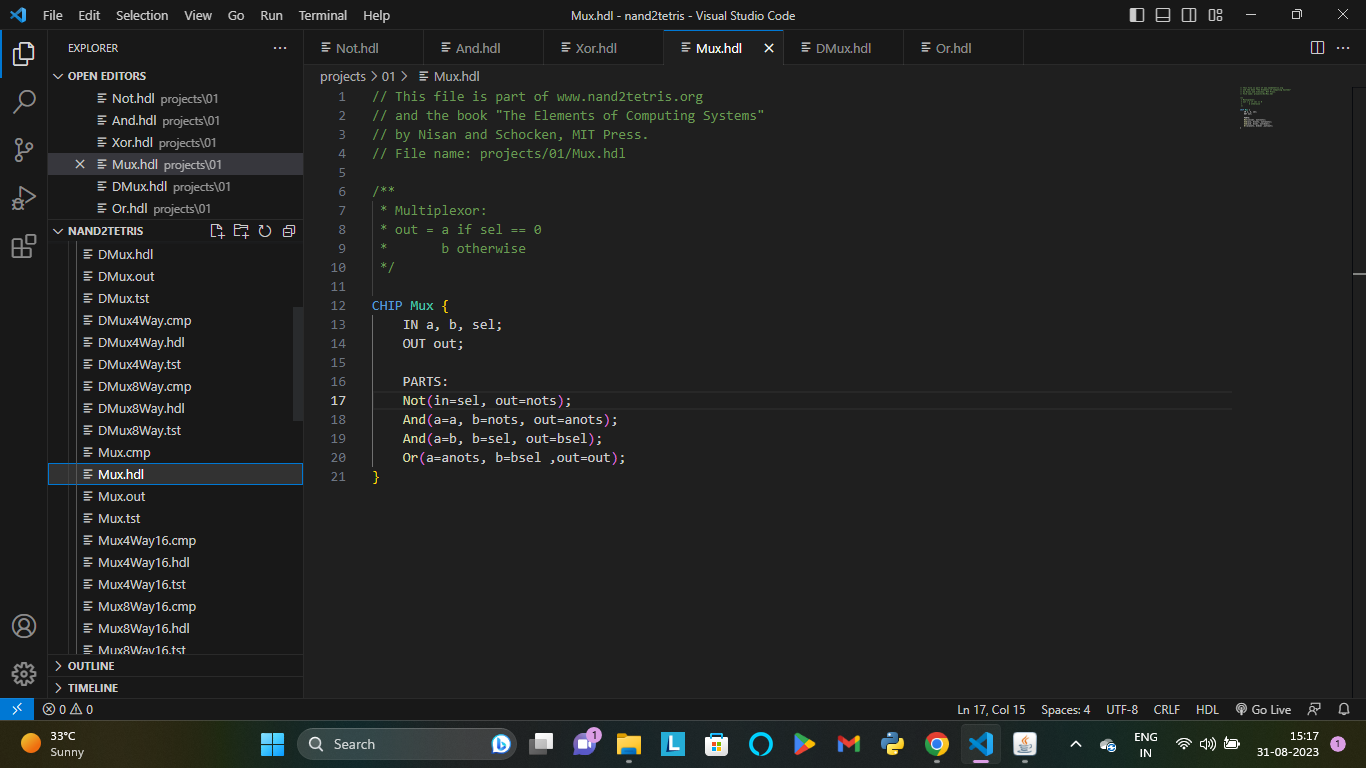 File Edit Selection View Go Run Terminal Help Mux.hdl - nand2tetris - Visual Studio Code
EXPLORER
OPEN EDITORS
Not.hdl projects\01
And.hdl projects\01
Xor.hdl projects\01
Mux.hdl projects\01
DMux.hdl projects\01
Or.hdl projects\01
NAND2TETRIS
DMux.hdl
DMux.out
DMux.tst
DMux4Way.cmp
DMux4Way.hdl
DMux4Way.tst
DMux8Way.cmp
DMux8Way.hdl
DMux8Way.tst
Mux.cmp
Mux.hdl
Mux.out
Mux.tst
Mux4Way16.cmp
Mux4Way16.hdl
Mux4Way16.tst
Mux8Way16.cmp
Mux8Way16.hdl
Mux8Way16.tst
OUTLINE
TIMELINE
Not.hdl And.hdl Xor.hdl Mux.hdl DMux.hdl Or.hdl
projects > 01 > Mux.hdl
1 // This file is part of www.nand2tetris.org
2 // and the book "The Elements of Computing Systems"
3 // by Nisan and Schocken, MIT Press.
4 // File name: projects/01/Mux.hdl
5
6 /**
7 * Multiplexor:
8 * out = a if sel == 0
9 * b otherwise
10 */
11
12 CHIP Mux {
13 IN a, b, sel;
14 OUT out;
15
16 PARTS:
17 Not(in=sel, out=nots);
18 And(a=a, b=nots, out=anots);
19 And(a=b, b=sel, out=bsel);
20 Or(a=anots, b=bsel ,out=out);
21 }
0 0 Ln 17, Col 15 Spaces: 4 UTF-8 CRLF HDL Go Live
33°C
Sunny
Search
1
L
ENG
IN
15:17
31-08-2023
1